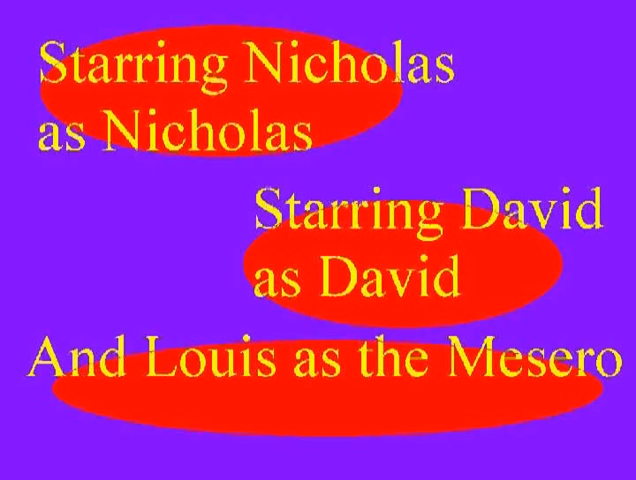 Starring Nicholas
as Nicholas
Starring David
as David
And Louis as the Mesero